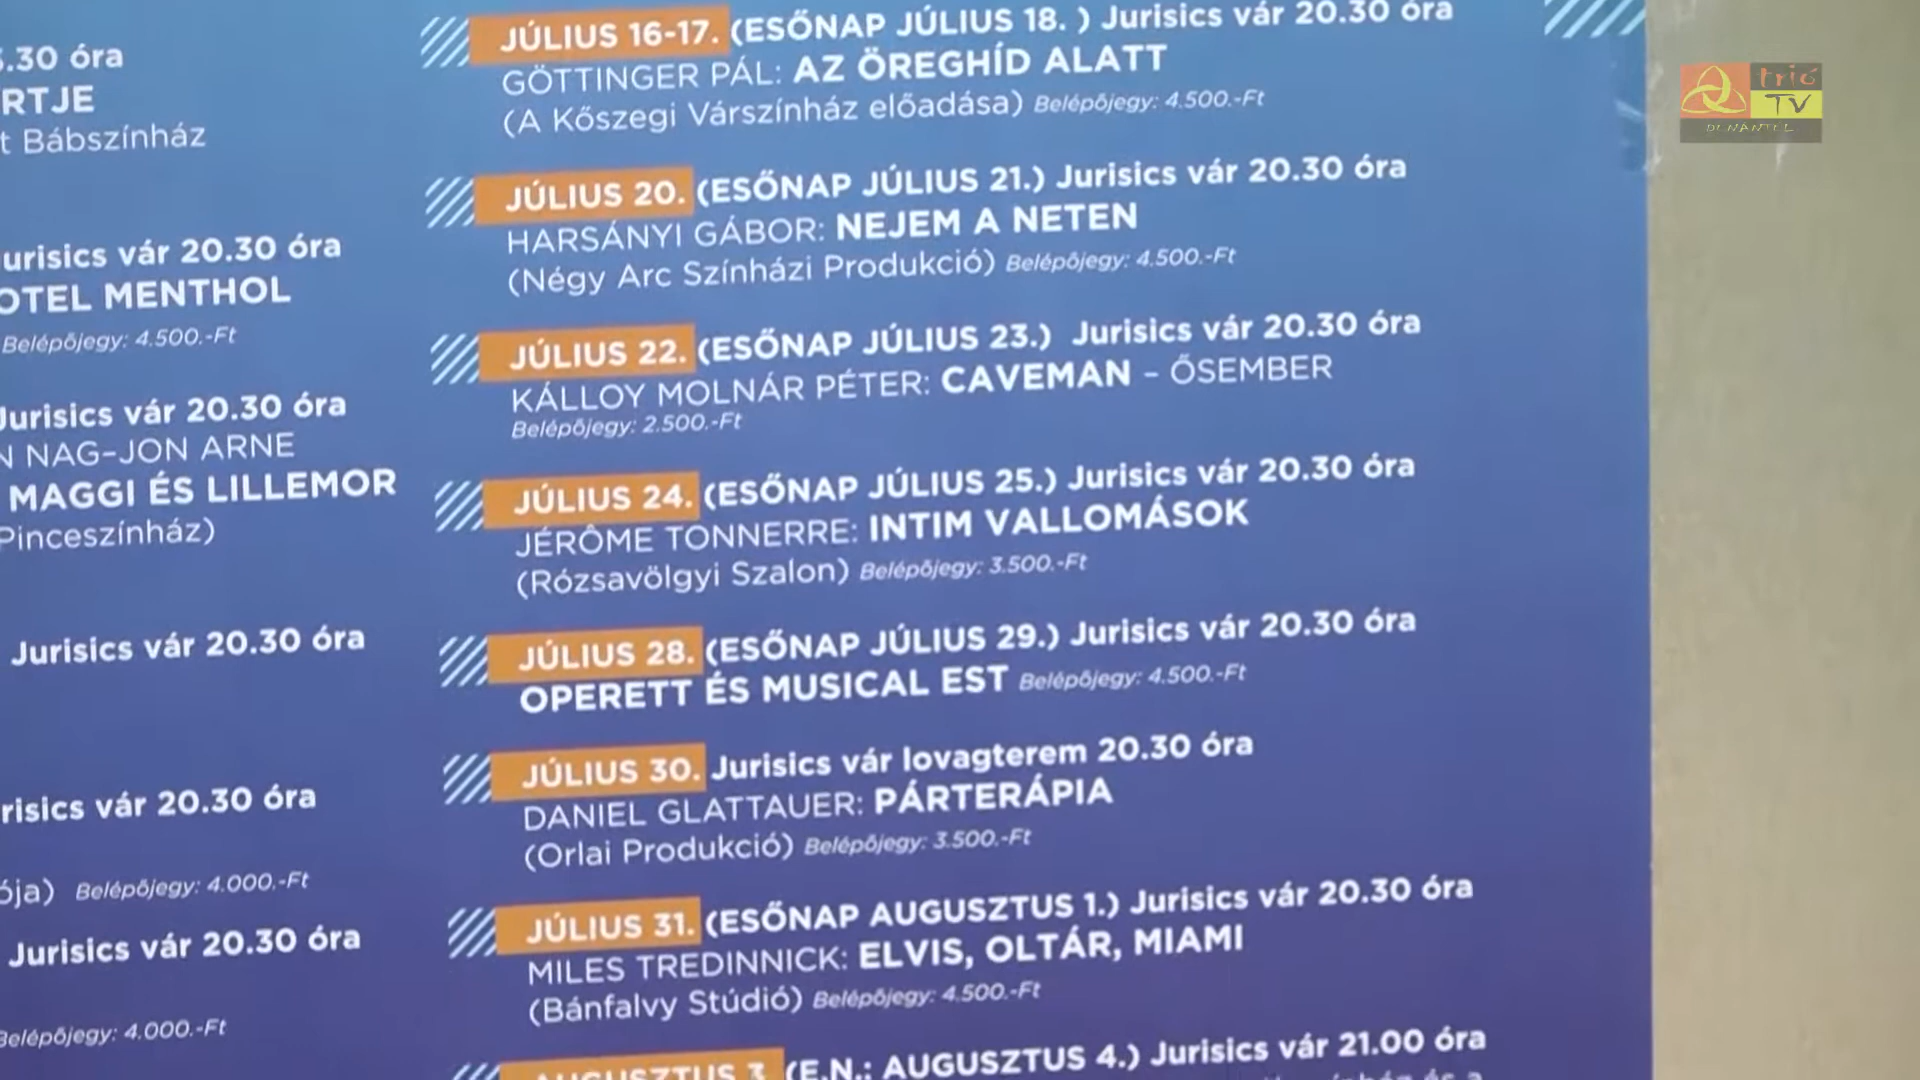 .30 óra
RTJE
t Bábszínház
urisics vár 20.30 óra
OTEL MENTHOL
Belépőjegy: 4.500.-Ft
Jurisics vár 20.30 óra
N NAG-JON ARNE
MAGGI ÉS LILLEMOR
Pinceszínház)
Jurisics vár 20.30 óra
risics vár 20.30 óra
ója) Belépőjegy: 4.000.-Ft
Jurisics vár 20.30 óra
Belépőjegy: 4.000.-Ft
JÚLIUS 16-17. (ESŐNAP JÚLIUS 18. ) Jurisics vár 20.30 óra
GÖTTINGER PÁL: AZ ÖREGHÍD ALATT
(A Kőszegi Várszínház előadása) Belépőjegy: 4.500.-Ft
JÚLIUS 20. (ESŐNAP JÚLIUS 21.) Jurisics vár 20.30 óra
HARSÁNYI GÁBOR: NEJEM A NETEN
(Négy Arc Színházi Produkció) Belépőjegy: 4.500.-Ft
JÚLIUS 22. (ESŐNAP JÚLIUS 23.) Jurisics vár 20.30 óra
KÁLLOY MOLNÁR PÉTER: CAVEMAN – ŐSEMBER
Belépőjegy: 2.500.-Ft
JÚLIUS 24. (ESŐNAP JÚLIUS 25.) Jurisics vár 20.30 óra
JÉRÔME TONNERRE: INTIM VALLOMÁSOK
(Rózsavölgyi Szalon) Belépőjegy: 3.500.-Ft
JÚLIUS 28. (ESŐNAP JÚLIUS 29.) Jurisics vár 20.30 óra
OPERETT ÉS MUSICAL EST Belépőjegy: 4.500.-Ft
JÚLIUS 30. Jurisics vár lovagterem 20.30 óra
DANIEL GLATTAUER: PÁRTERÁPIA
(Orlai Produkció) Belépőjegy: 3.500.-Ft
JÚLIUS 31. (ESŐNAP AUGUSZTUS 1.) Jurisics vár 20.30 óra
MILES TREDINNICK: ELVIS, OLTÁR, MIAMI
(Bánfalvy Stúdió) Belépőjegy: 4.500.-Ft
AUGUSZTUS 3. (E.N.: AUGUSZTUS 4.) Jurisics vár 21.00 óra
Trió
TV
DUNÁNTÚL